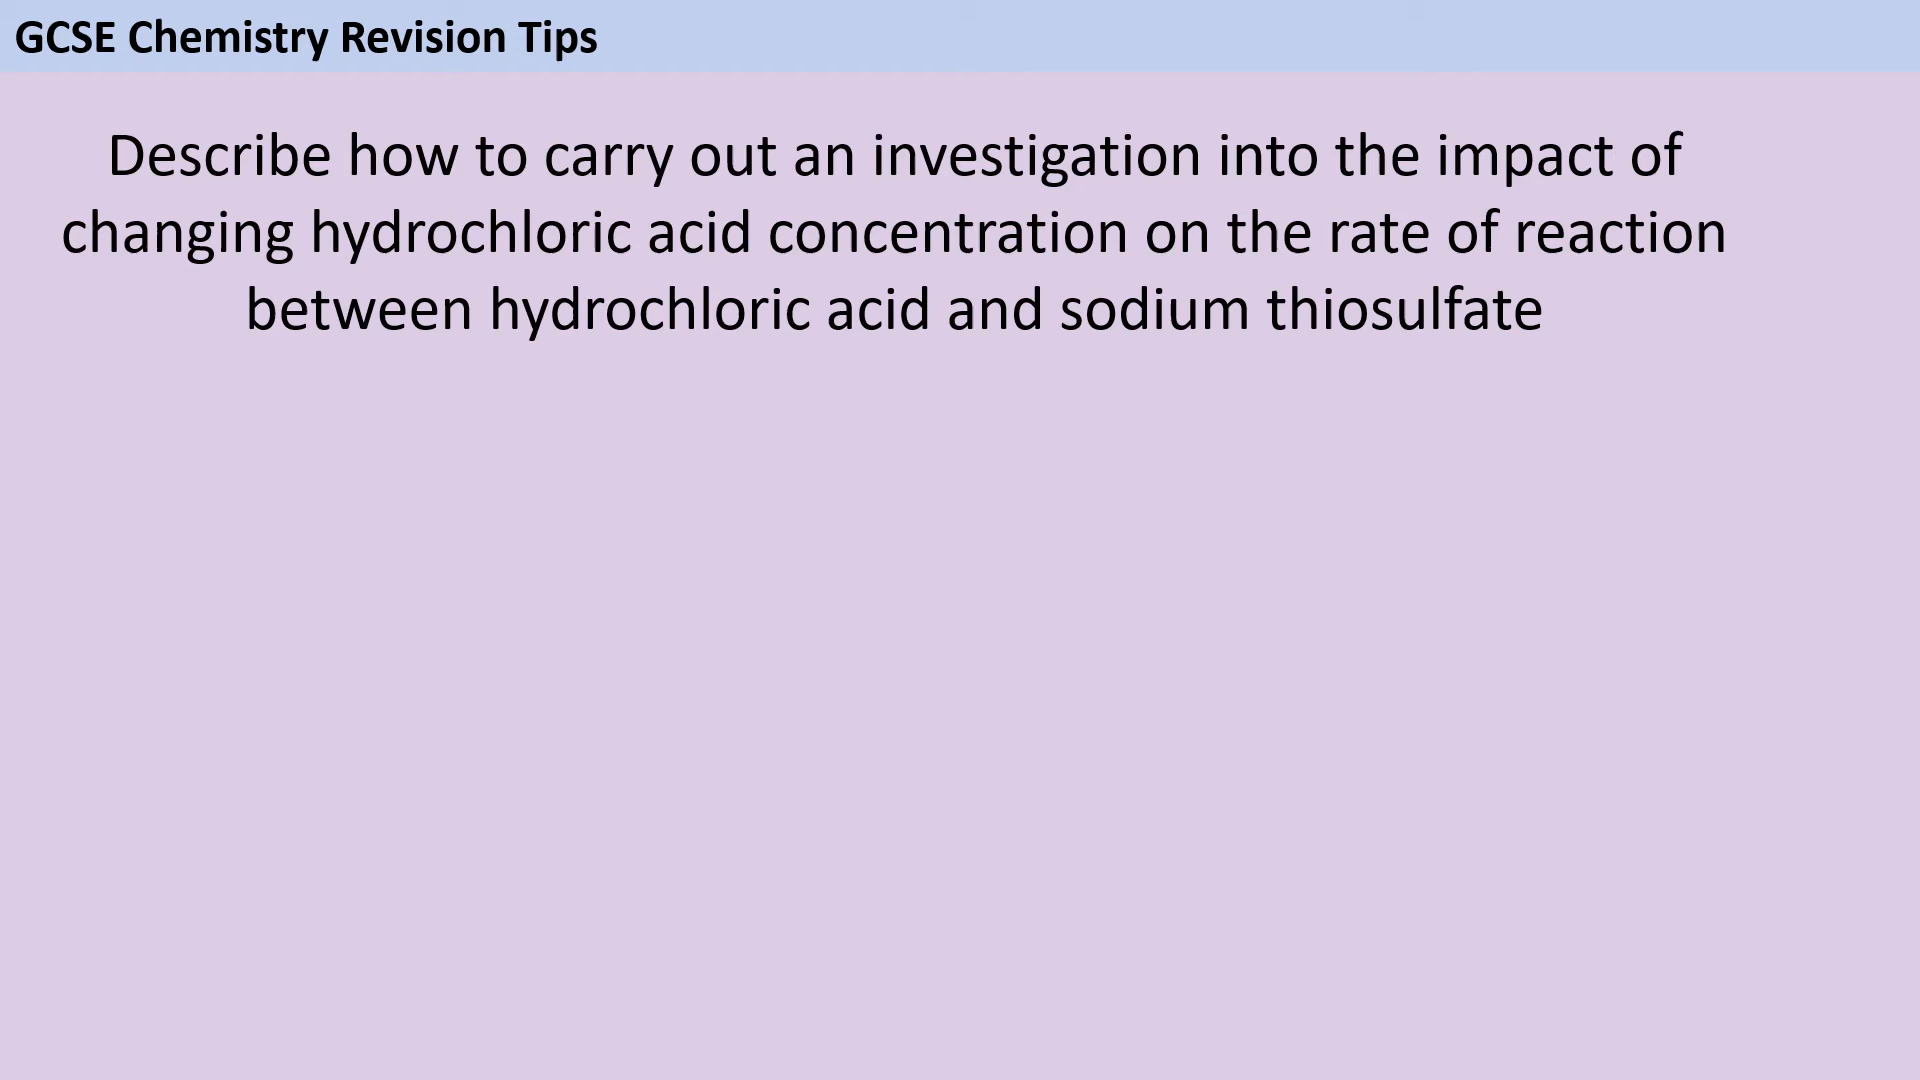 GCSE Chemistry Revision Tips
Describe how to carry out an investigation into the impact of
changing hydrochloric acid concentration on the rate of reaction
between hydrochloric acid and sodium thiosulfate